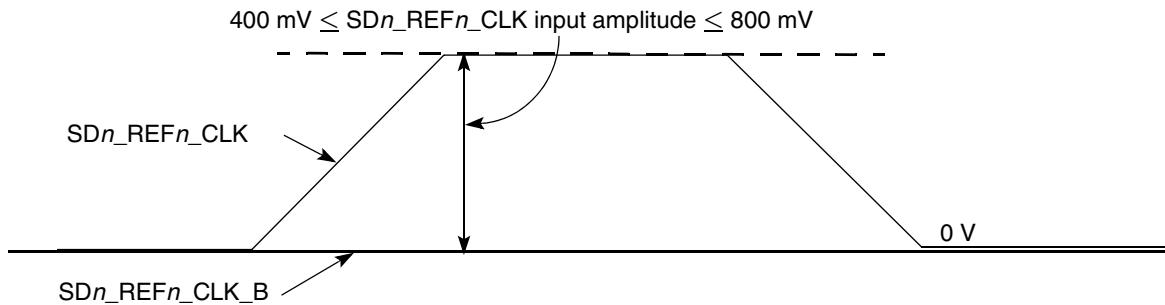 400 mV ≤ SDn_REFn_CLK input amplitude ≤ 800 mV
SDn_REFn_CLK
0 V
SDn_REFn_CLK_B